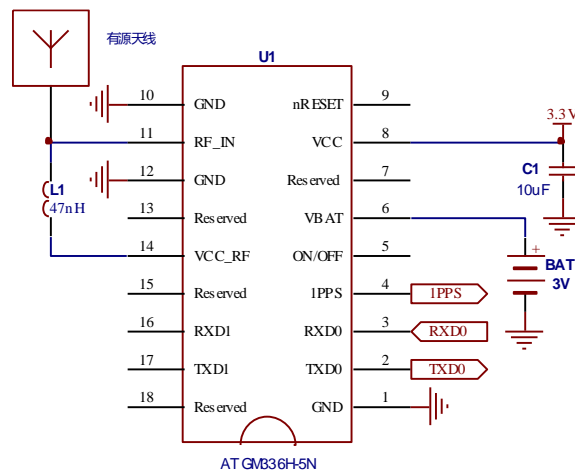 有源天线
U1
10 GND nRESET 9
3.3V
11 RF_IN VCC 8
12 GND Reserved 7
C1
10uF
L1
47nH
13 Reserved VBAT 6
14 VCC_RF ON/OFF 5
+
BAT
3V
15 Reserved 1PPS 4 1PPS
16 RXD1 RXD0 3 RXD0
17 TXD1 TXD0 2 TXD0
18 Reserved GND 1
ATGM336H-5N